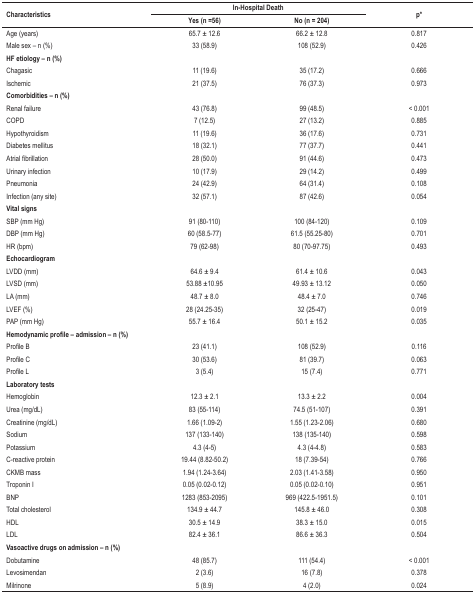 Characteristics In-Hospital Death p*
Yes (n =56) No (n = 204)
Age (years) 65.7 ± 12.6 66.2 ± 12.8 0.817
Male sex – n (%) 33 (58.9) 108 (52.9) 0.426
HF etiology – n (%)
Chagasic 11 (19.6) 35 (17.2) 0.666
Ischemic 21 (37.5) 76 (37.3) 0.973
Comorbidities – n (%)
Renal failure 43 (76.8) 99 (48.5) < 0.001
COPD 7 (12.5) 27 (13.2) 0.885
Hypothyroidism 11 (19.6) 36 (17.6) 0.731
Diabetes mellitus 18 (32.1) 77 (37.7) 0.441
Atrial fibrillation 28 (50.0) 91 (44.6) 0.473
Urinary infection 10 (17.9) 29 (14.2) 0.499
Pneumonia 24 (42.9) 64 (31.4) 0.108
Infection (any site) 32 (57.1) 87 (42.6) 0.054
Vital signs
SBP (mm Hg) 91 (80-110) 100 (84-120) 0.109
DBP (mm Hg) 60 (58.5-77) 61.5 (55.25-80) 0.701
HR (bpm) 79 (62-98) 80 (70-97.75) 0.493
Echocardiogram
LVDD (mm) 64.6 ± 9.4 61.4 ± 10.6 0.043
LVSD (mm) 53.88 ±10.95 49.93 ± 13.12 0.050
LA (mm) 48.7 ± 8.0 48.4 ± 7.0 0.746
LVEF (%) 28 (24.25-35) 32 (25-47) 0.019
PAP (mm Hg) 55.7 ± 16.4 50.1 ± 15.2 0.035
Hemodynamic profile – admission – n (%)
Profile B 23 (41.1) 108 (52.9) 0.116
Profile C 30 (53.6) 81 (39.7) 0.063
Profile L 3 (5.4) 15 (7.4) 0.771
Laboratory tests
Hemoglobin 12.3 ± 2.1 13.3 ± 2.2 0.004
Urea (mg/dL) 83 (55-114) 74.5 (51-107) 0.391
Creatinine (mg/dL) 1.66 (1.09-2) 1.55 (1.23-2.06) 0.680
Sodium 137 (133-140) 138 (135-140) 0.598
Potassium 4.3 (4-5) 4.3 (4-4.8) 0.583
C-reactive protein 19.44 (8.82-50.2) 18 (7.39-54) 0.766
CKMB mass 1.94 (1.24-3.64) 2.03 (1.41-3.58) 0.950
Troponin I 0.05 (0.02-0.12) 0.05 (0.02-0.10) 0.951
BNP 1283 (853-2095) 969 (422.5-1951.5) 0.101
Total cholesterol 134.9 ± 44.7 145.8 ± 46.0 0.308
HDL 30.5 ± 14.9 38.3 ± 15.0 0.015
LDL 82.4 ± 36.1 86.6 ± 36.3 0.504
Vasoactive drugs on admission – n (%)
Dobutamine 48 (85.7) 111 (54.4) < 0.001
Levosimendan 2 (3.6) 16 (7.8) 0.378
Milrinone 5 (8.9) 4 (2.0) 0.024